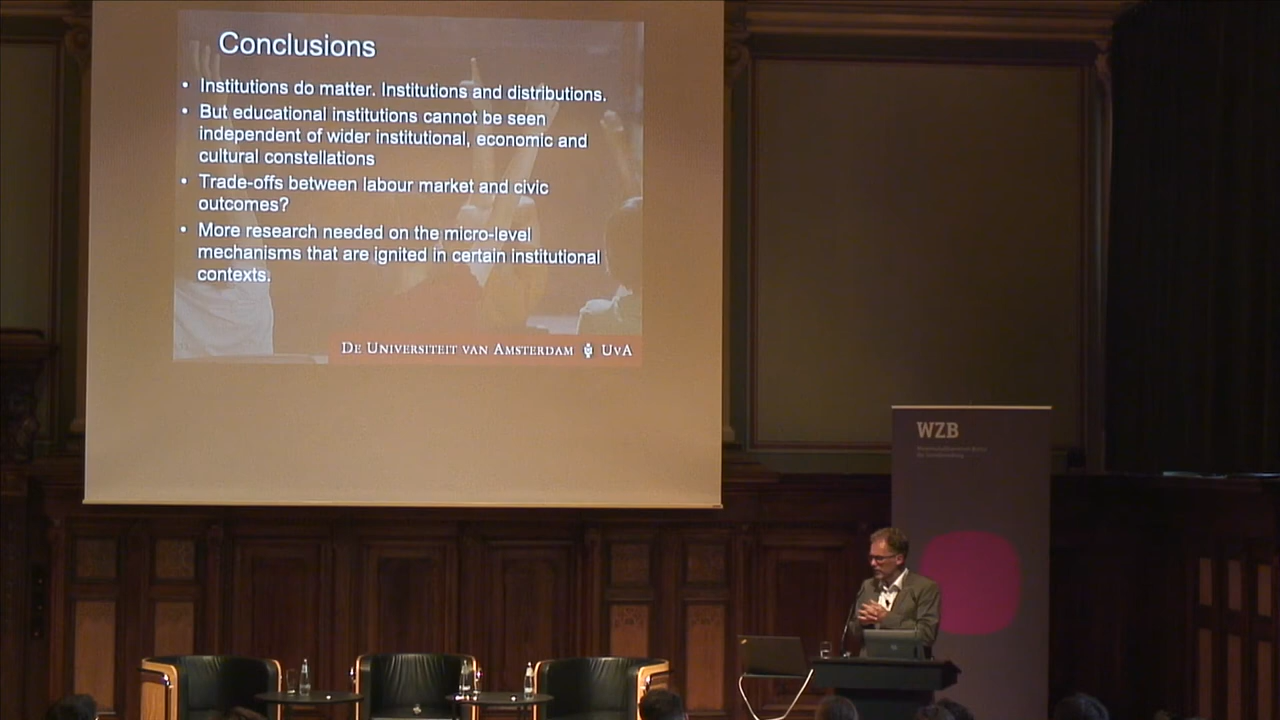 Conclusions
• Institutions do matter. Institutions and distributions.
• But educational institutions cannot be seen
independent of wider institutional, economic and
cultural constellations
• Trade-offs between labour market and civic
outcomes?
• More research needed on the micro-level
mechanisms that are ignited in certain institutional
contexts.
De Universiteit van Amsterdam UvA
WZB